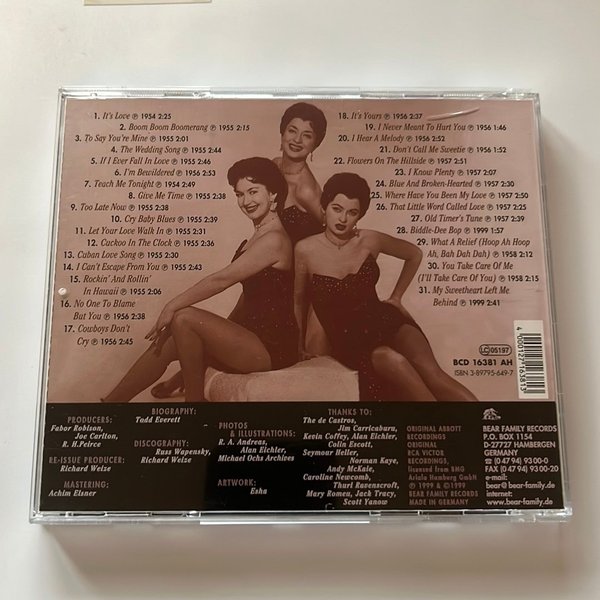 1. It's Love ℗ 1954 2:25
2. Boom Boom Boomerang ℗ 1955 2:15
3. To Say You're Mine ℗ 1955 2:01
4. The Wedding Song ℗ 1955 2:44
5. If I Ever Fall In Love ℗ 1955 2:46
6. I'm Bewildered ℗ 1956 2:53
7. Teach Me Tonight ℗ 1954 2:49
8. Give Me Time ℗ 1955 2:38
9. Too Late Now ℗ 1955 2:38
10. Cry Baby Blues ℗ 1955 2:39
11. Let Your Love Walk In ℗ 1955 2:38
12. Cuckoo In The Clock ℗ 1955 2:36
13. Cuban Love Song ℗ 1955 2:30
14. I Can't Escape From You ℗ 1955 2:43
15. Rockin' And Rollin'
In Hawaii ℗ 1955 2:06
16. No One To Blame
But You ℗ 1956 2:38
17. Cowboys Don't
Cry ℗ 1956 2:45
18. It's Yours ℗ 1956 2:37
19. I Never Meant To Hurt You ℗ 1956 1:46
20. I Hear A Melody ℗ 1956 2:52
21. Don't Call Me Sweetie ℗ 1956 1:52
22. Flowers On The Hillside ℗ 1957 2:51
23. I Know Plenty ℗ 1957 2:07
24. Blue And Broken-Hearted ℗ 1957 2:30
25. Where Have You Been My Love ℗ 1957 2:50
26. That Little Word Called Love ℗ 1957 2:25
27. Old Timer's Tune ℗ 1957 2:39
28. Biddle-Dee Bop ℗ 1999 1:57
29. What A Relief (Hoop Ah Hoop
Ah, Bah Dah Dah) ℗ 1958 2:12
30. You Take Care Of Me
(I'll Take Care Of You) ℗ 1958 2:15
31. My Sweetheart Left Me
Behind ℗ 1999 2:41
LC 05197
BCD 16381 AH
ISBN 3-89795-649-7
4 000127 163813
PRODUCERS:
Fabor Robison,
Joe Carlton,
R. H.Peirce
RE-ISSUE PRODUCER:
Richard Weize
MASTERING:
Achim Elsner
BIOGRAPHY:
Todd Everett
DISCOGRAPHY:
Russ Wapensky,
Richard Weize
PHOTOS
& ILLUSTRATIONS:
R. A. Andreas,
Alan Eichler,
Michael Ochs Archives
ARTWORK:
Esha
THANKS TO:
The de Castros,
Jim Carricaburu,
Kevin Coffey, Alan Eichler,
Colin Escott,
Seymour Heller,
Norman Kaye,
Andy McKaie,
Caroline Newcomb,
Thurl Ravenscroft,
Mary Romeu, Jack Tracy,
Scott Yanow
ORIGINAL ABBOTT
RECORDINGS
ORIGINAL
RCA VICTOR
RECORDINGS,
licensed from BMG
Ariola Hamburg GmbH
℗ 1999 & © 1999
BEAR FAMILY RECORDS
MADE IN GERMANY
BEAR FAMILY RECORDS
P.O. BOX 1154
D-27727 HAMBERGEN
GERMANY
☎ (0 47 94) 93 00-0
FAX (0 47 94) 93 00-20
e-mail:
bear@bear-family.de
internet:
www.bear-family.de